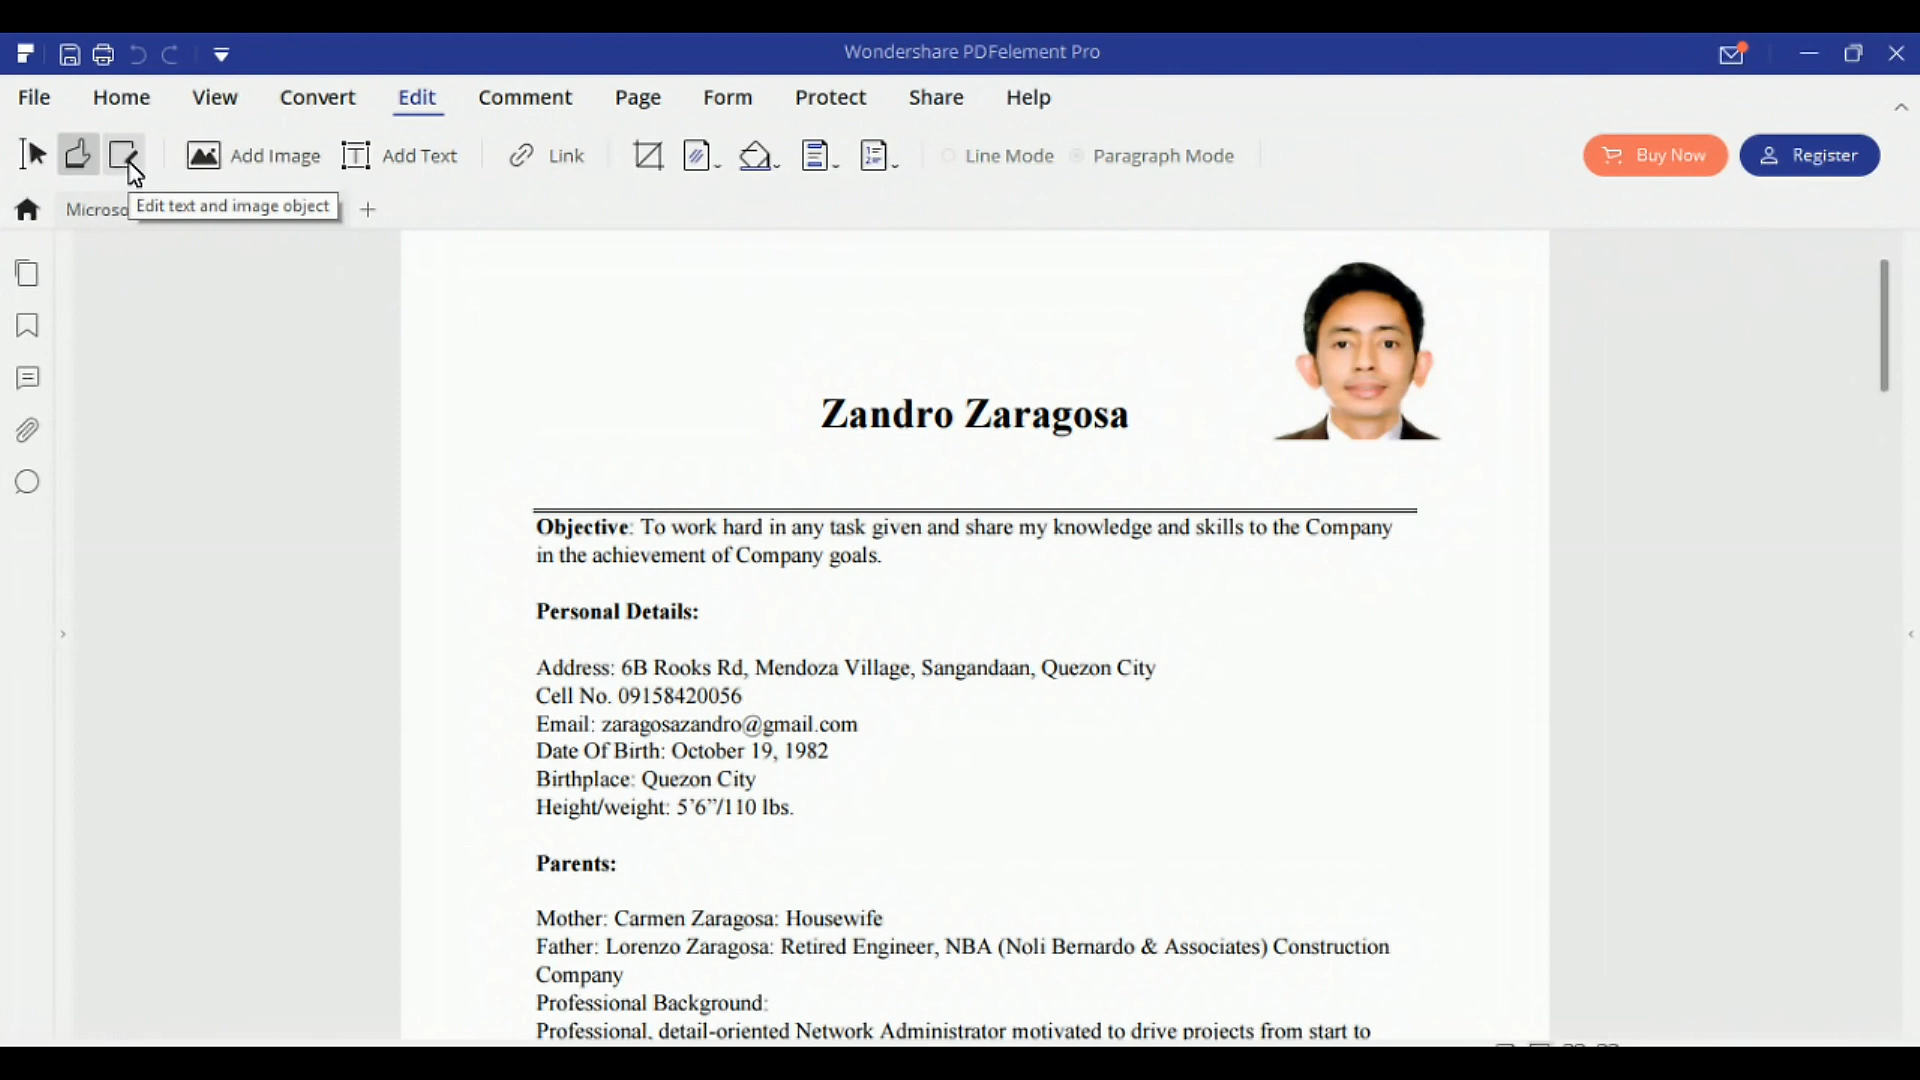 Wondershare PDFelement Pro
File Home View Convert Edit Comment Page Form Protect Share Help
Add Image Add Text Link Line Mode Paragraph Mode Buy Now Register
Edit text and image object
Zandro Zaragosa
Objective: To work hard in any task given and share my knowledge and skills to the Company
in the achievement of Company goals.
Personal Details:
Address: 6B Rooks Rd, Mendoza Village, Sangandaan, Quezon City
Cell No. 09158420056
Email: zaragosazandro@gmail.com
Date Of Birth: October 19, 1982
Birthplace: Quezon City
Height/weight: 5’6”/110 lbs.
Parents:
Mother: Carmen Zaragosa: Housewife
Father: Lorenzo Zaragosa: Retired Engineer, NBA (Noli Bernardo & Associates) Construction
Company
Professional Background:
Professional, detail-oriented Network Administrator motivated to drive projects from start to